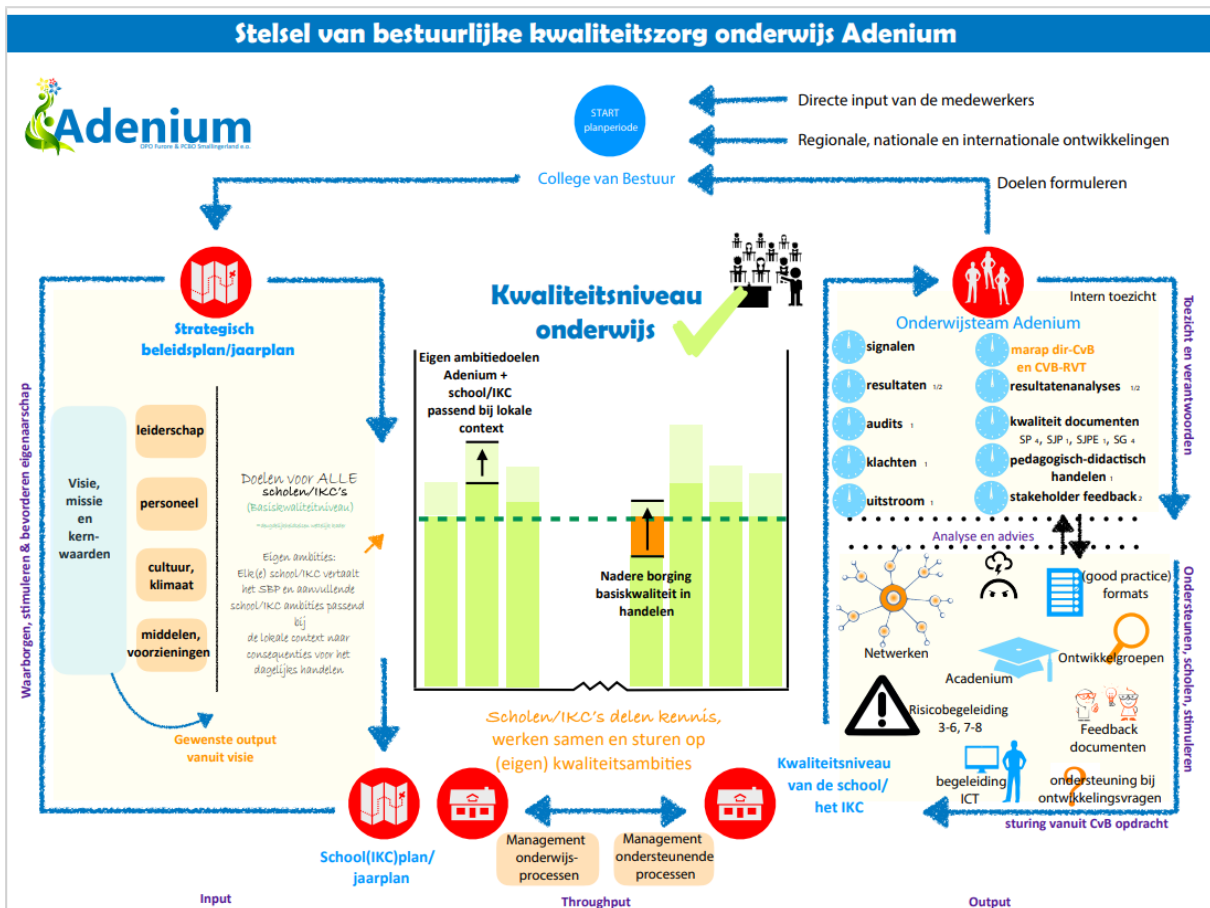 Stelsel van bestuurlijke kwaliteitszorg onderwijs Adenium
Adenium
OPO Furore & PCBO Smallingerland e.o.
START
planperiode
College van Bestuur
Directe input van de medewerkers
Regionale, nationale en internationale ontwikkelingen
Doelen formuleren
Waarborgen, stimuleren & bevorderen eigenaarschap
Strategisch
beleidsplan/jaarplan
Visie,
missie
en
kern-
waarden
leiderschap
personeel
cultuur,
klimaat
middelen,
voorzieningen
Doelen voor ALLE
scholen/IKC's
(Basiskwaliteitniveau)
Eigen ambities:
Elk(e) school/IKC vertaalt
het SBP en aanvullende
school/IKC ambities passend
bij
de lokale context naar
consequenties voor het
dagelijks handelen
Gewenste output
vanuit visie
Kwaliteitsniveau
onderwijs
Eigen ambitiedoelen
Adenium +
school/IKC
passend bij lokale
context
Nadere borging
basiskwaliteit in
handelen
Scholen/IKC's delen kennis,
werken samen en sturen op
(eigen) kwaliteitsambities
School(IKC)plan/
jaarplan
Management
onderwijs-
processen
Management
ondersteunende
processen
Kwaliteitsniveau
van de school/
het IKC
Intern toezicht
Onderwijsteam Adenium
signalen
resultaten 1/2
audits 1
klachten 1
uitstroom 1
marap dir-CvB
en CVB-RVT
resultatenanalyses 1/2
kwaliteit documenten
SP 4, SJP 1, SJPE 1, SG 4
pedagogisch-didactisch
handelen 1
stakeholder feedback 2
Toezicht en verantwoorden
Analyse en advies
Netwerken
(good practice)
formats
Ontwikkelgroepen
Acadenium
Risicobegeleiding
3-6, 7-8
Feedback
documenten
begeleiding
ICT
?
ondersteuning bij
ontwikkelingsvragen
Ondersteunen, scholen, stimuleren
sturing vanuit CvB opdracht
Input
Throughput
Output